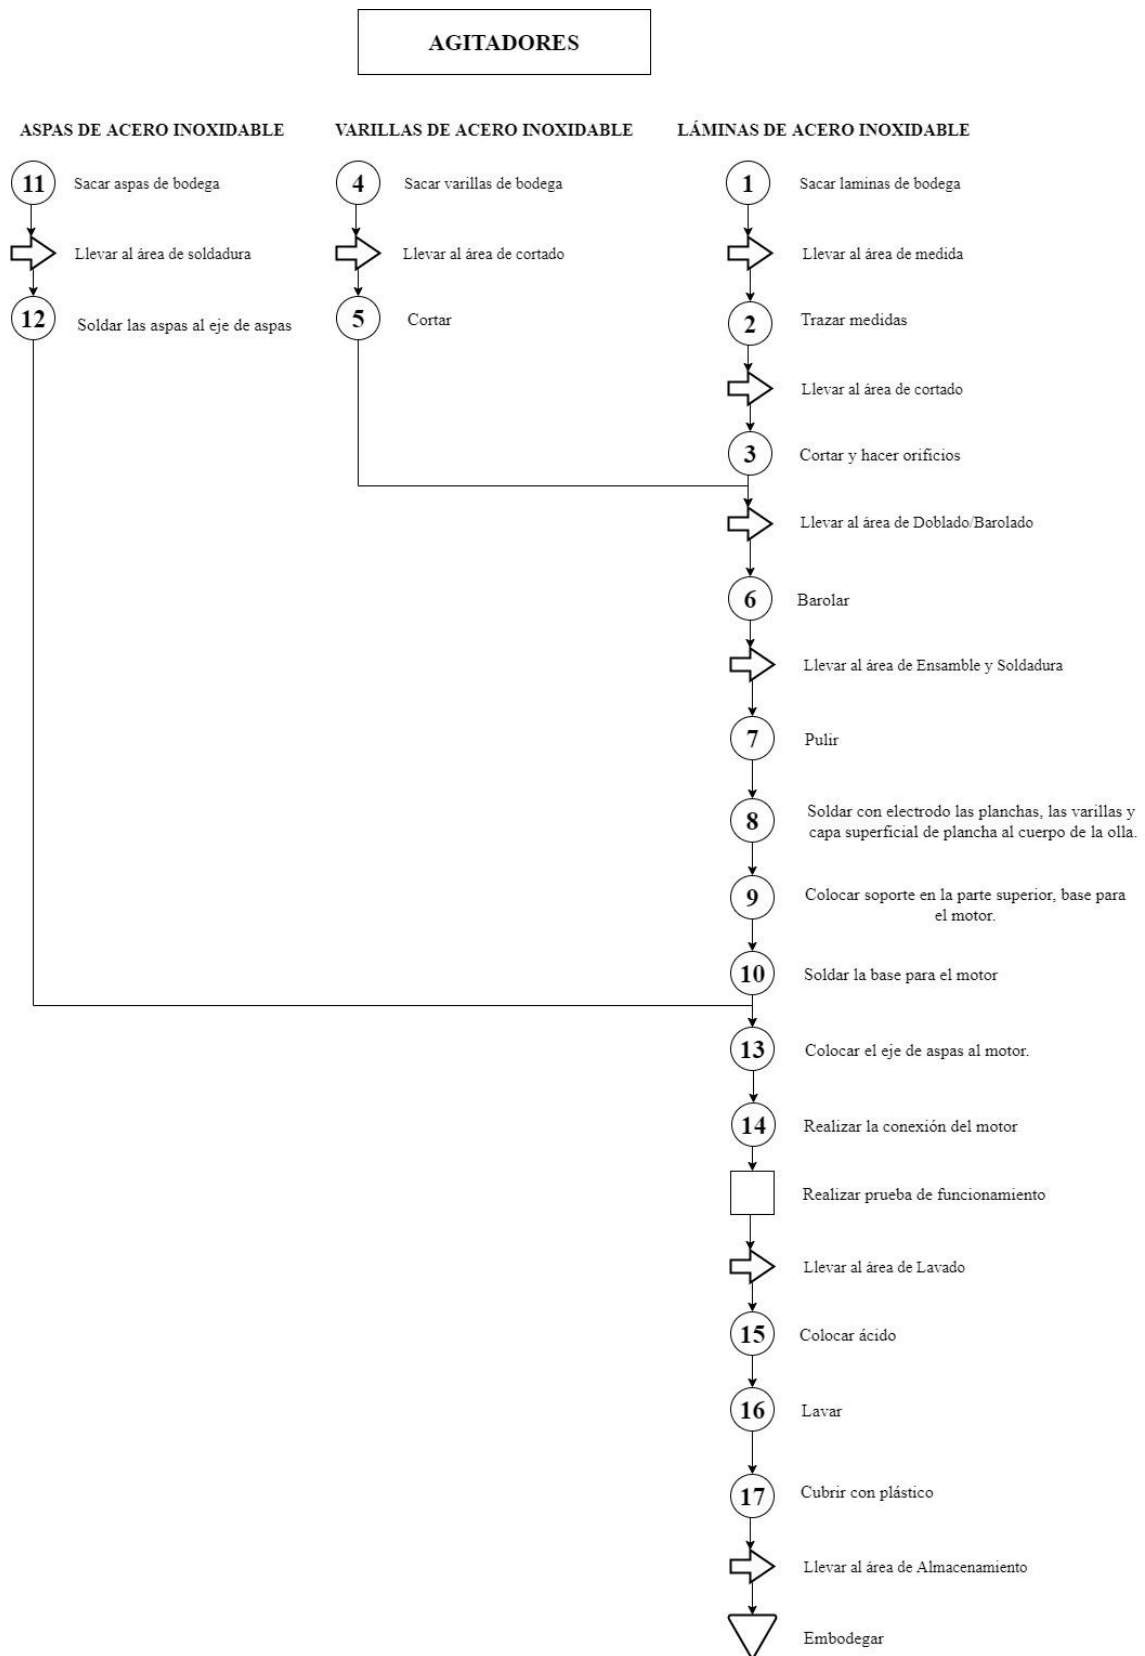 AGITADORES
ASPAS DE ACERO INOXIDABLE
VARILLAS DE ACERO INOXIDABLE
LÁMINAS DE ACERO INOXIDABLE
11 Sacar aspas de bodega
4 Sacar varillas de bodega
1 Sacar laminas de bodega
Llevar al área de soldadura
Llevar al área de cortado
Llevar al área de medida
12 Soldar las aspas al eje de aspas
5 Cortar
2 Trazar medidas
Llevar al área de cortado
3 Cortar y hacer orificios
Llevar al área de Doblado/Barolado
6 Barolar
Llevar al área de Ensamble y Soldadura
7 Pulir
8 Soldar con electrodo las planchas, las varillas y
capa superficial de plancha al cuerpo de la olla.
9 Colocar soporte en la parte superior, base para
el motor.
10 Soldar la base para el motor
13 Colocar el eje de aspas al motor.
14 Realizar la conexión del motor
Realizar prueba de funcionamiento
Llevar al área de Lavado
15 Colocar ácido
16 Lavar
17 Cubrir con plástico
Llevar al área de Almacenamiento
Embodegar